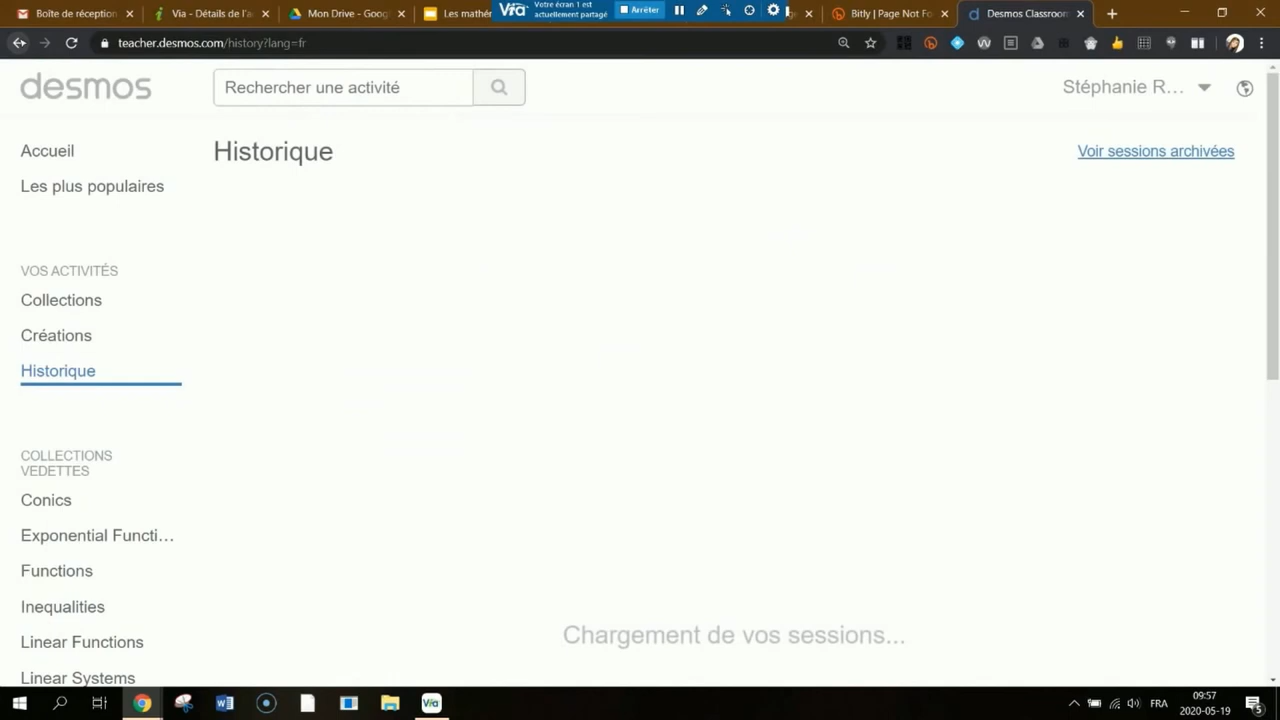 Boîte de réception
Via - Détails de l'a
Mon Drive - Goog
Les mathér
Via
Votre écran 1 est
actuellement partagé
Arrêter
Bitly | Page Not Fo
Desmos Classroom
teacher.desmos.com/history?lang=fr
desmos
Rechercher une activité
Stéphanie R...
Accueil
Historique
Voir sessions archivées
Les plus populaires
VOS ACTIVITÉS
Collections
Créations
Historique
COLLECTIONS
VEDETTES
Conics
Exponential Functi...
Functions
Inequalities
Linear Functions
Chargement de vos sessions...
Linear Systems
FRA
09:57
2020-05-19
5